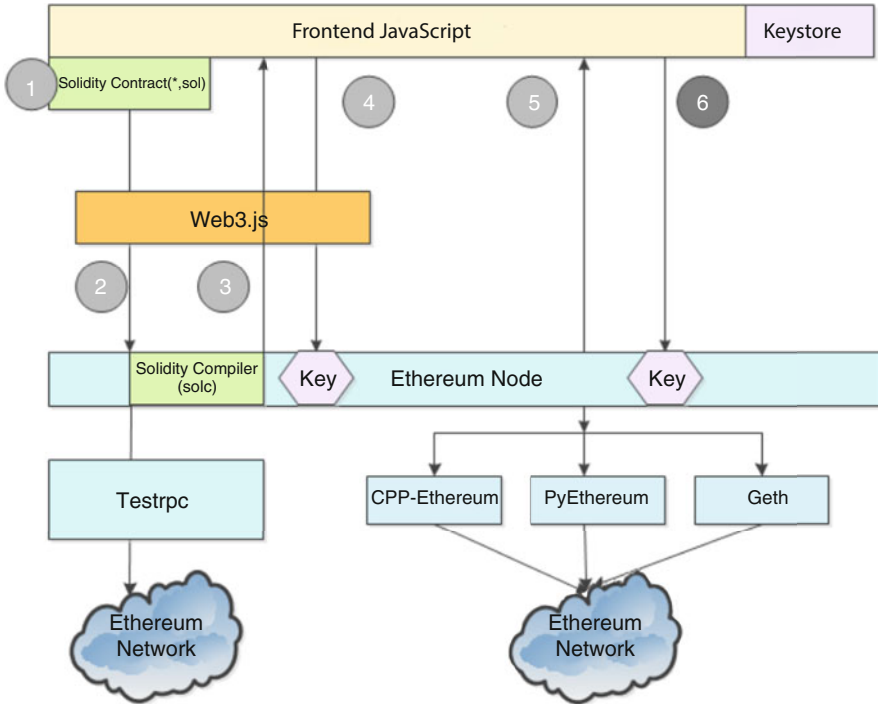 Frontend JavaScript
Keystore
1
Solidity Contract(*,sol)
4
5
6
Web3.js
2
3
Solidity Compiler
(solc)
Key
Ethereum Node
Key
Testrpc
CPP-Ethereum
PyEthereum
Geth
Ethereum
Network
Ethereum
Network